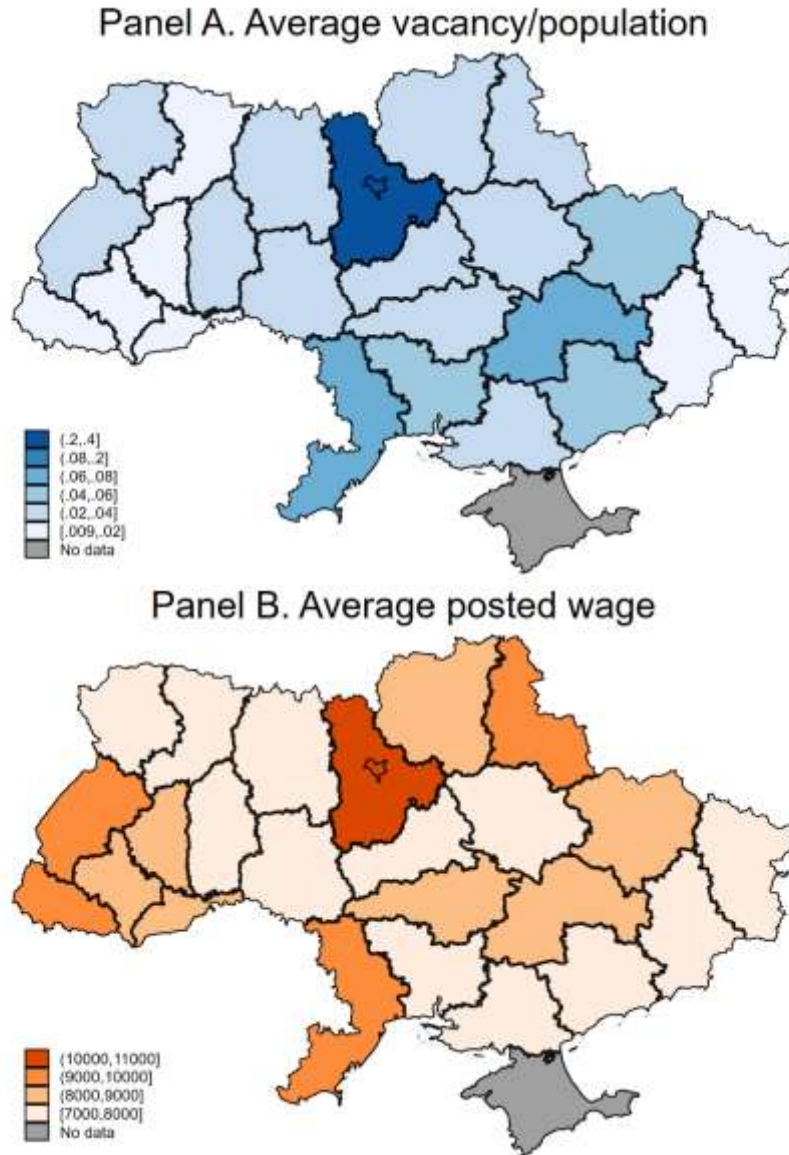 Panel A. Average vacancy/population
(.2,.4]
(.08,.2]
(.06,.08]
(.04,.06]
(.02,.04]
[.009,.02]
No data
Panel B. Average posted wage
(10000,11000]
(9000,10000]
(8000,9000]
[7000,8000]
No data